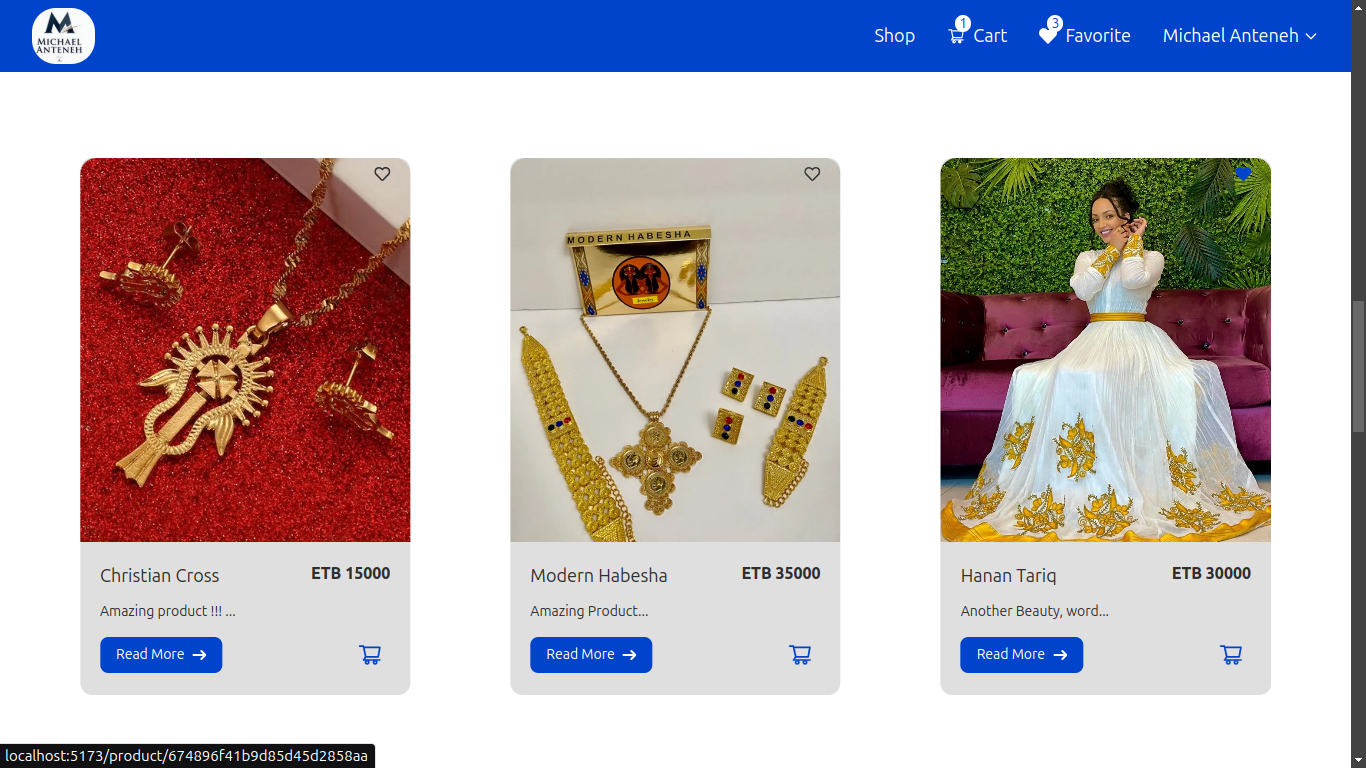 MICHAEL
ANTENEH
Shop
1
Cart
3
Favorite
Michael Anteneh
MODERN HABESHA
Jewelry
Christian Cross
ETB 15000
Amazing product !!! ...
Read More
Modern Habesha
ETB 35000
Amazing Product...
Read More
Hanan Tariq
ETB 30000
Another Beauty, word...
Read More
localhost:5173/product/674896f41b9d85d45d2858aa